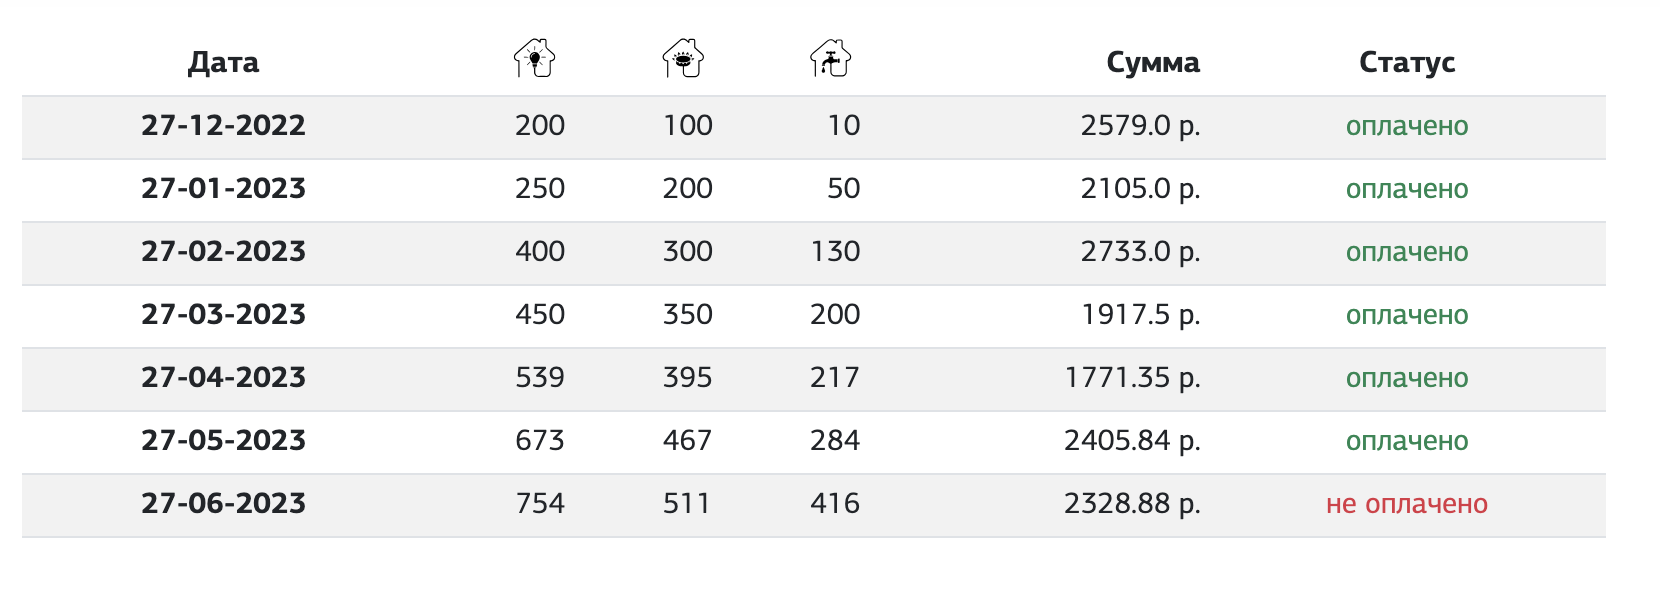 Дата Сумма Статус
27-12-2022 200 100 10 2579.0 р. оплачено
27-01-2023 250 200 50 2105.0 р. оплачено
27-02-2023 400 300 130 2733.0 р. оплачено
27-03-2023 450 350 200 1917.5 р. оплачено
27-04-2023 539 395 217 1771.35 р. оплачено
27-05-2023 673 467 284 2405.84 р. оплачено
27-06-2023 754 511 416 2328.88 р. не оплачено